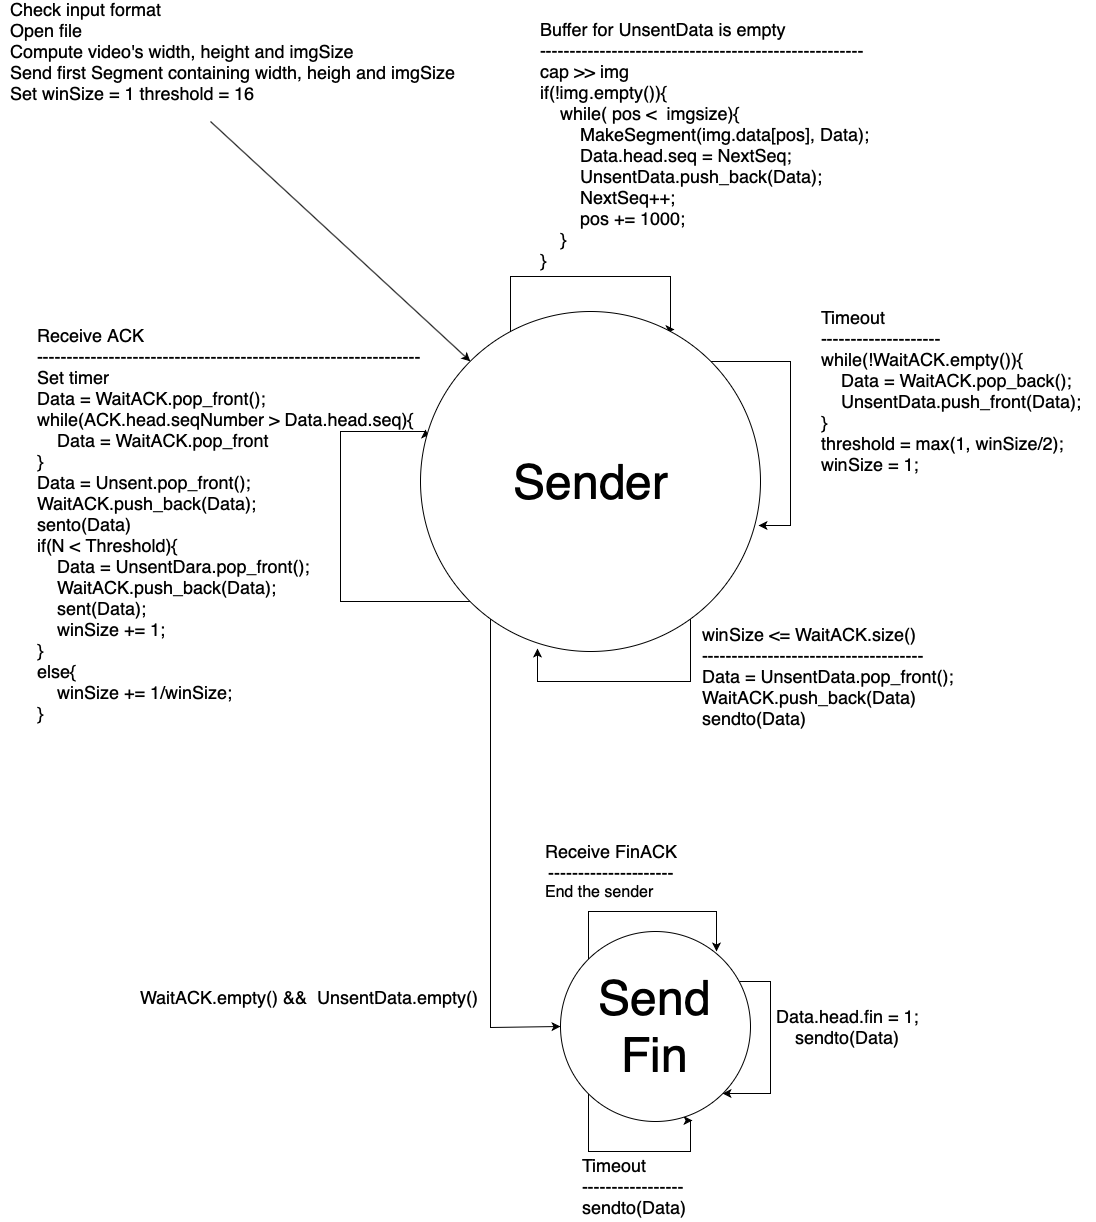 Check input format
Open file
Compute video's width, height and imgSize
Send first Segment containing width, heigh and imgSize
Set winSize = 1 threshold = 16
Buffer for UnsentData is empty
------------------------------------------------------
cap >> img
if(!img.empty()){
    while( pos <  imgsize){
        MakeSegment(img.data[pos], Data);
        Data.head.seq = NextSeq;
        UnsentData.push_back(Data);
        NextSeq++;
        pos += 1000;
    }
}
Receive ACK
----------------------------------------------------------------
Set timer
Data = WaitACK.pop_front();
while(ACK.head.seqNumber > Data.head.seq){
    Data = WaitACK.pop_front
}
Data = Unsent.pop_front();
WaitACK.push_back(Data);
sento(Data)
if(N < Threshold){
    Data = UnsentDara.pop_front();
    WaitACK.push_back(Data);
    sent(Data);
    winSize += 1;
}
else{
    winSize += 1/winSize;
}
Sender
Timeout
--------------------
while(!WaitACK.empty()){
    Data = WaitACK.pop_back();
    UnsentData.push_front(Data);
}
threshold = max(1, winSize/2);
winSize = 1;
winSize <= WaitACK.size()
-------------------------------------
Data = UnsentData.pop_front();
WaitACK.push_back(Data)
sendto(Data)
Receive FinACK
---------------------
End the sender
WaitACK.empty() &&  UnsentData.empty()
Send
Fin
Data.head.fin = 1;
sendto(Data)
Timeout
-----------------
sendto(Data)